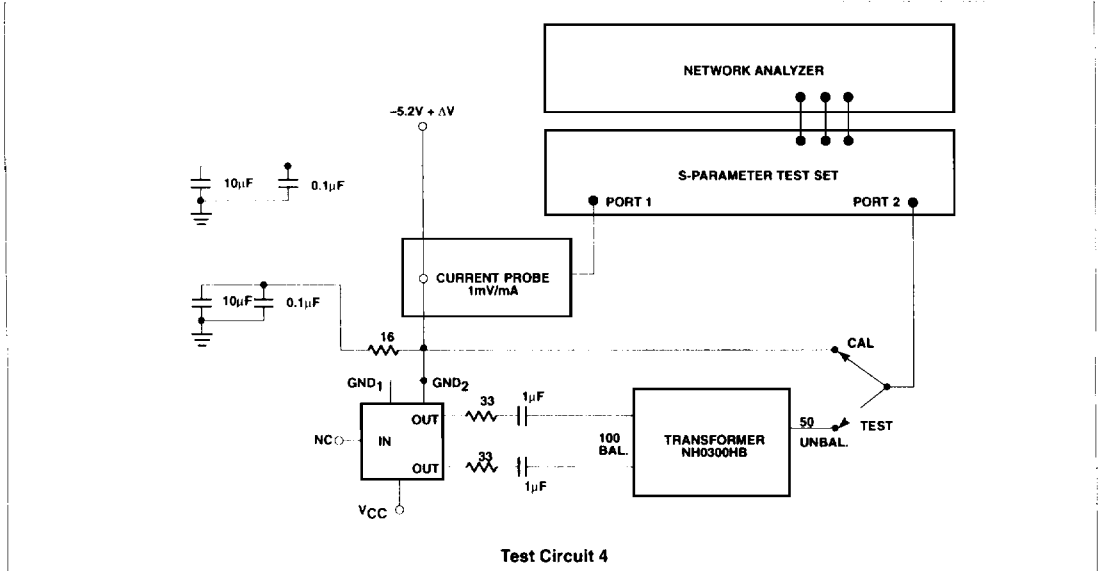 NETWORK ANALYZER
–5.2V + ΔV
S-PARAMETER TEST SET
10μF
0.1μF
PORT 1
PORT 2
CURRENT PROBE
1mV/mA
10μF
0.1μF
16
CAL
GND1
GND2
OUT
33
1μF
NC
IN
100
BAL.
TRANSFORMER
NH0300HB
50
UNBAL.
TEST
OUT
33
1μF
VCC
Test Circuit 4